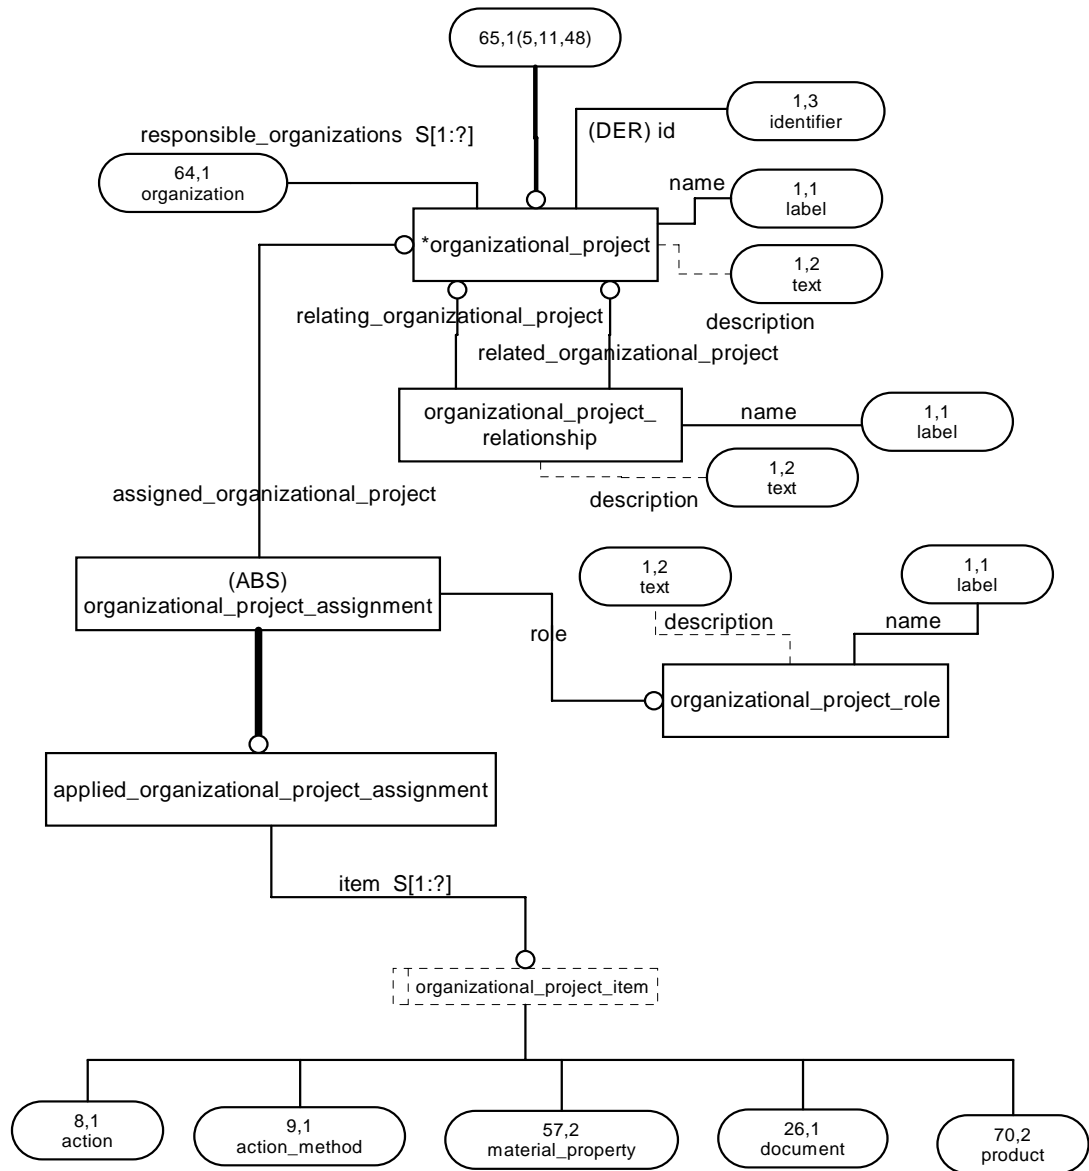 65,1(5,11,48)
1,3
identifier
(DER) id
responsible_organizations S[1:?]
64,1
organization
name
1,1
label
*organizational_project
1,2
text
description
relating_organizational_project
related_organizational_project
organizational_project_
relationship
name
1,1
label
1,2
text
description
assigned_organizational_project
(ABS)
organizational_project_assignment
role
1,2
text
description
1,1
label
name
organizational_project_role
applied_organizational_project_assignment
item S[1:?]
organizational_project_item
8,1
action
9,1
action_method
57,2
material_property
26,1
document
70,2
product